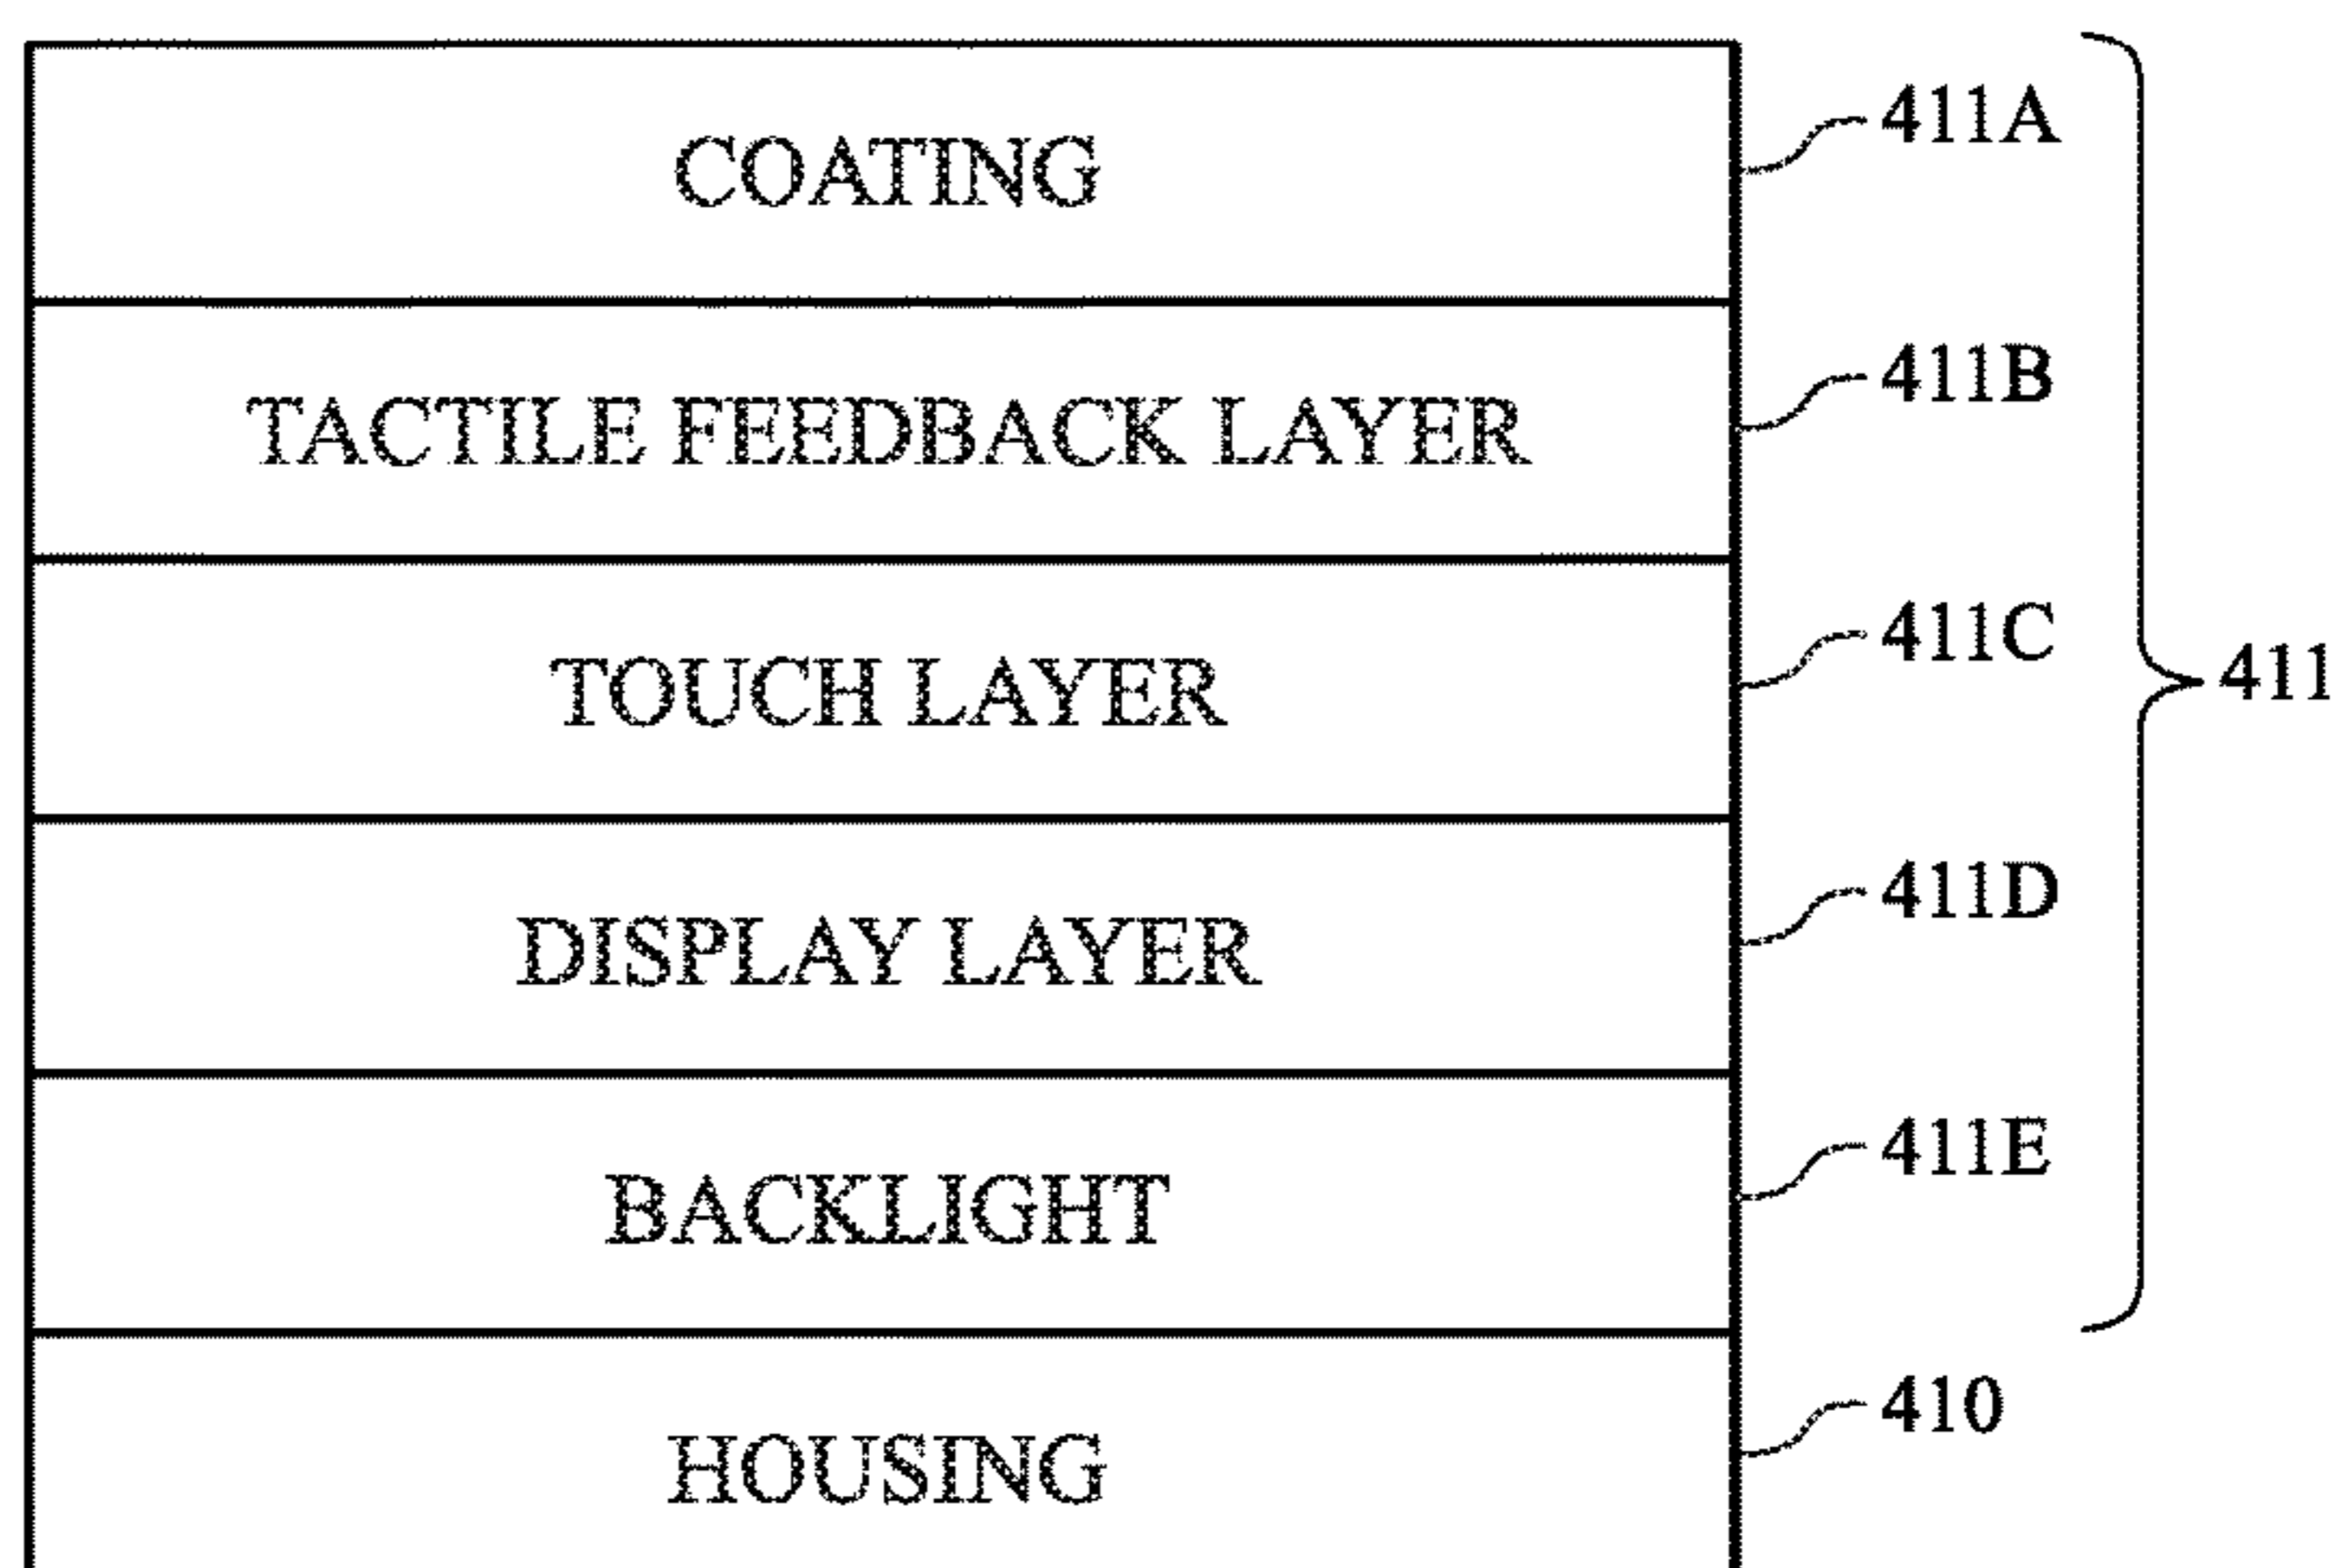 COATING 411A
TACTILE FEEDBACK LAYER 411B
TOUCH LAYER 411C
411
DISPLAY LAYER 411D
BACKLIGHT 411E
HOUSING 410